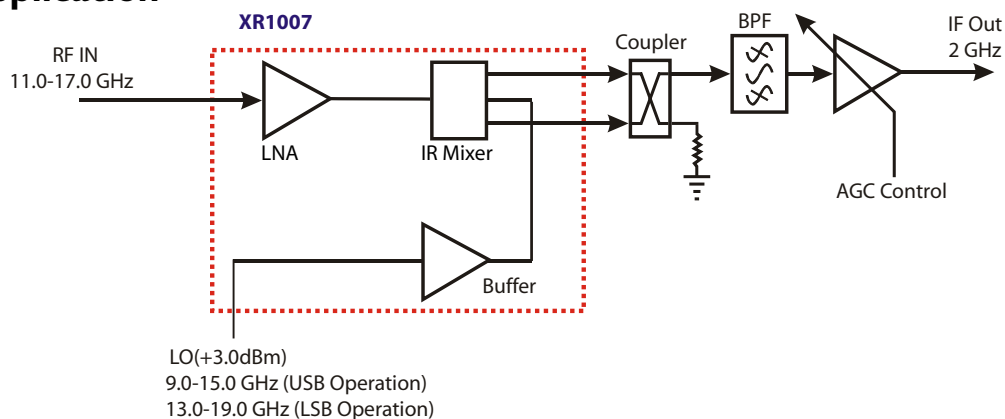 XR1007
RF IN
11.0-17.0 GHz
LNA
IR Mixer
Buffer
Coupler
BPF
IF Out
2 GHz
AGC Control
LO(+3.0dBm)
9.0-15.0 GHz (USB Operation)
13.0-19.0 GHz (LSB Operation)